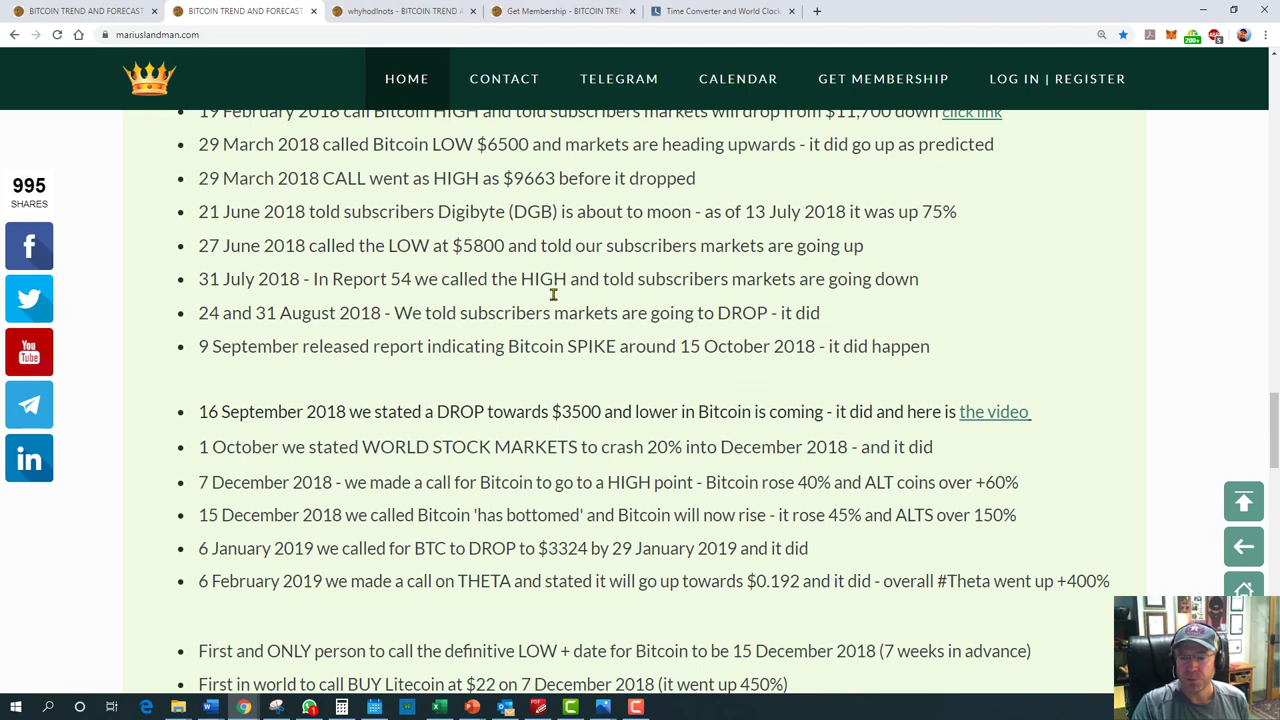 BITCOIN TREND AND FORECAST
BITCOIN TREND AND FORECAST
whyhodlnots - BITCOIN TREND A
Get Membership - BITCOIN TREN
Time Converter and World Clock
mariuslandman.com
200+
5
HOME
CONTACT
TELEGRAM
CALENDAR
GET MEMBERSHIP
LOG IN | REGISTER
19 February 2018 call Bitcoin HIGH and told subscribers markets will drop from $11,700 down click link
29 March 2018 called Bitcoin LOW $6500 and markets are heading upwards - it did go up as predicted
29 March 2018 CALL went as HIGH as $9663 before it dropped
21 June 2018 told subscribers Digibyte (DGB) is about to moon - as of 13 July 2018 it was up 75%
27 June 2018 called the LOW at $5800 and told our subscribers markets are going up
31 July 2018 - In Report 54 we called the HIGH and told subscribers markets are going down
24 and 31 August 2018 - We told subscribers markets are going to DROP - it did
9 September released report indicating Bitcoin SPIKE around 15 October 2018 - it did happen
16 September 2018 we stated a DROP towards $3500 and lower in Bitcoin is coming - it did and here is the video
1 October we stated WORLD STOCK MARKETS to crash 20% into December 2018 - and it did
7 December 2018 - we made a call for Bitcoin to go to a HIGH point - Bitcoin rose 40% and ALT coins over +60%
15 December 2018 we called Bitcoin 'has bottomed' and Bitcoin will now rise - it rose 45% and ALTS over 150%
6 January 2019 we called for BTC to DROP to $3324 by 29 January 2019 and it did
6 February 2019 we made a call on THETA and stated it will go up towards $0.192 and it did - overall #Theta went up +400%
First and ONLY person to call the definitive LOW + date for Bitcoin to be 15 December 2018 (7 weeks in advance)
First in world to call BUY Litecoin at $22 on 7 December 2018 (it went up 450%)
995
SHARES
f
You
Tube
in